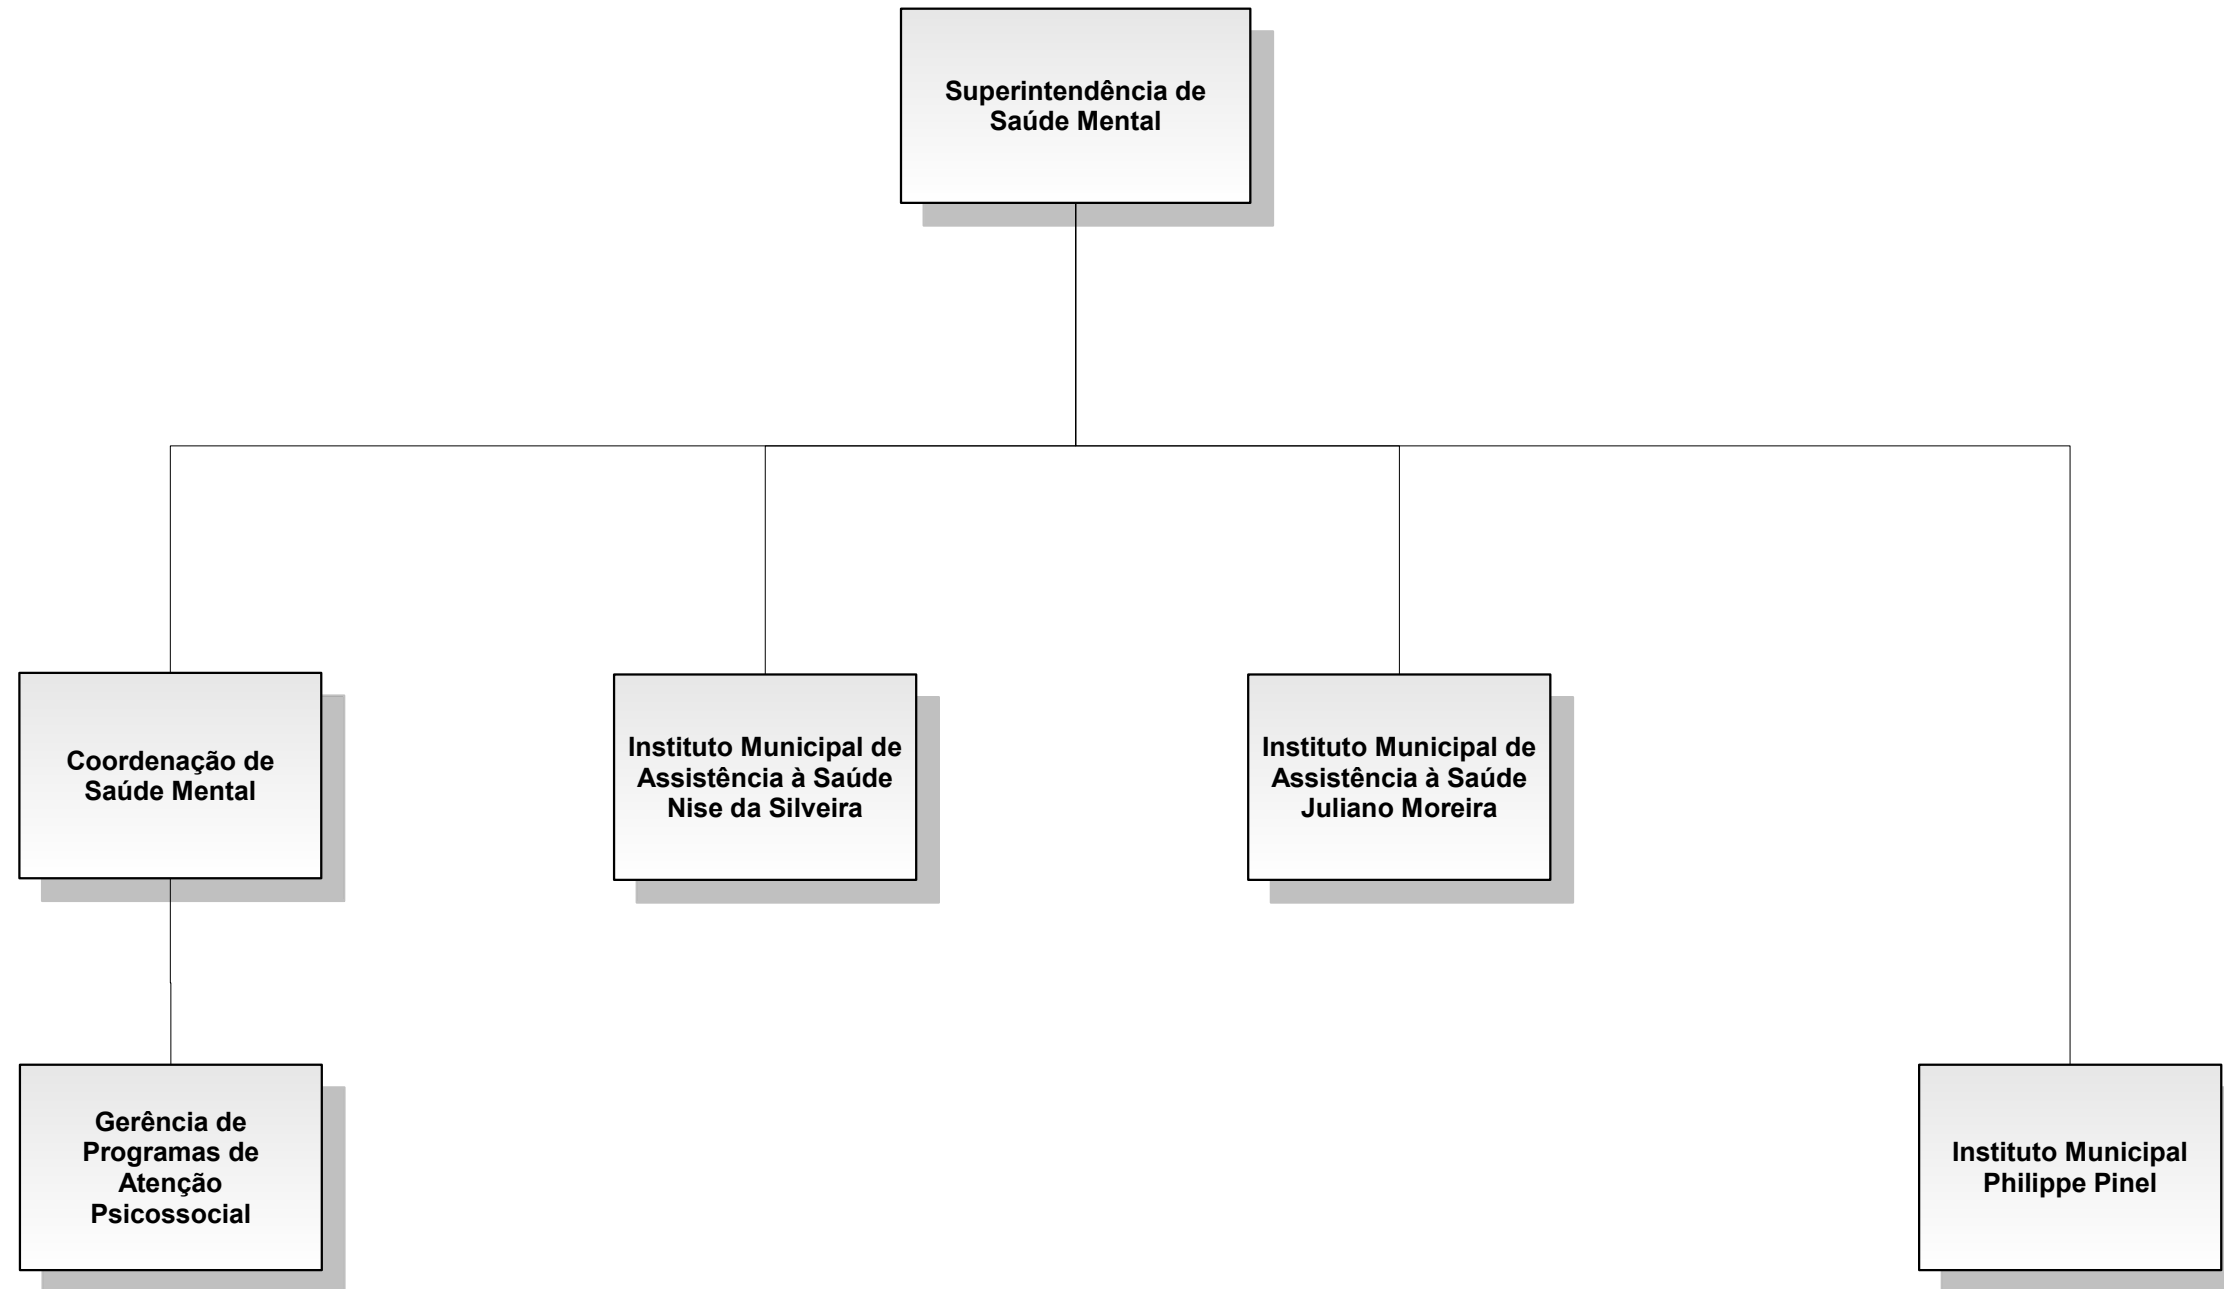 Superintendência de
Saúde Mental
Coordenação de
Saúde Mental
Instituto Municipal de
Assistência à Saúde
Nise da Silveira
Instituto Municipal de
Assistência à Saúde
Juliano Moreira
Gerência de
Programas de
Atenção
Psicossocial
Instituto Municipal
Philippe Pinel